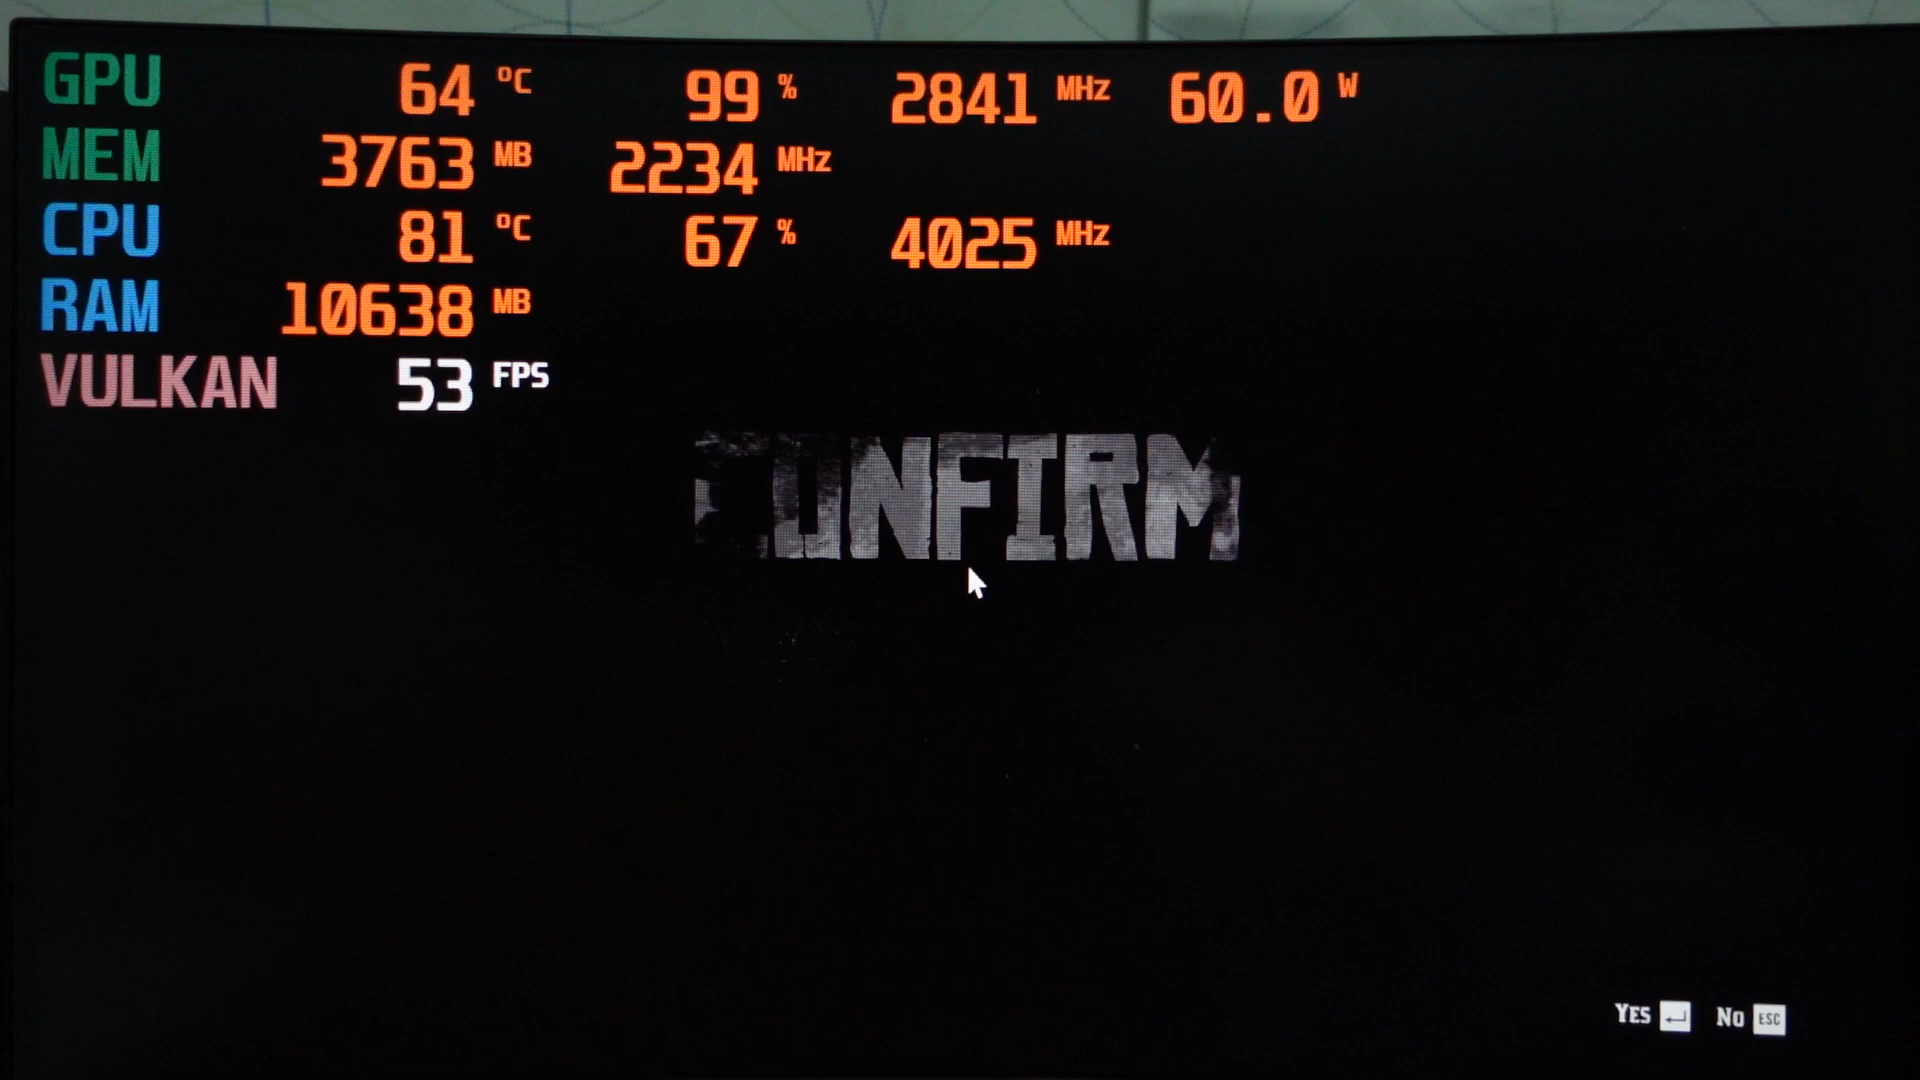 GPU 64 °C 99 % 2841 MHz 60.0 W
MEM 3763 MB 2234 MHz
CPU 81 °C 67 % 4025 MHz
RAM 10638 MB
VULKAN 53 FPS
CONFIRM
YES NO ESC